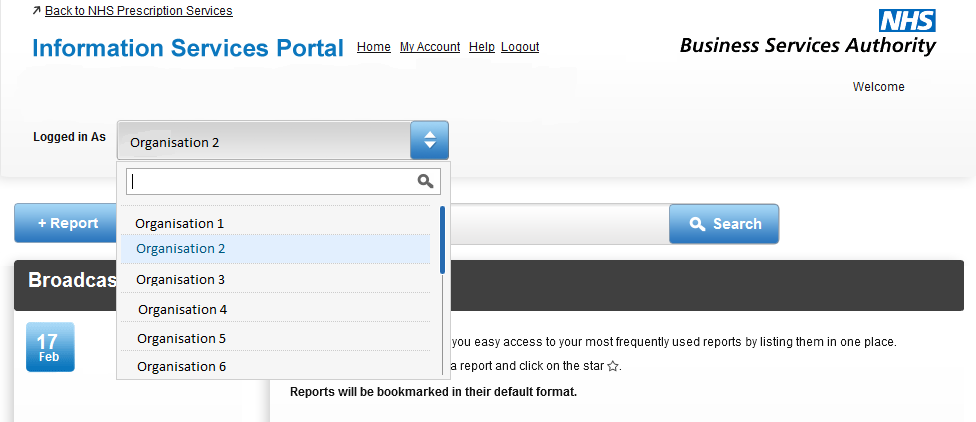 Back to NHS Prescription Services
Information Services Portal Home My Account Help Logout
NHS
Business Services Authority
Welcome
Logged in As Organisation 2
Organisation 1
+ Report Search
Organisation 2
Organisation 3
Broadcas
Organisation 4
17
Feb
Organisation 5
you easy access to your most frequently used reports by listing them in one place.
Organisation 6
a report and click on the star ☆.
Reports will be bookmarked in their default format.